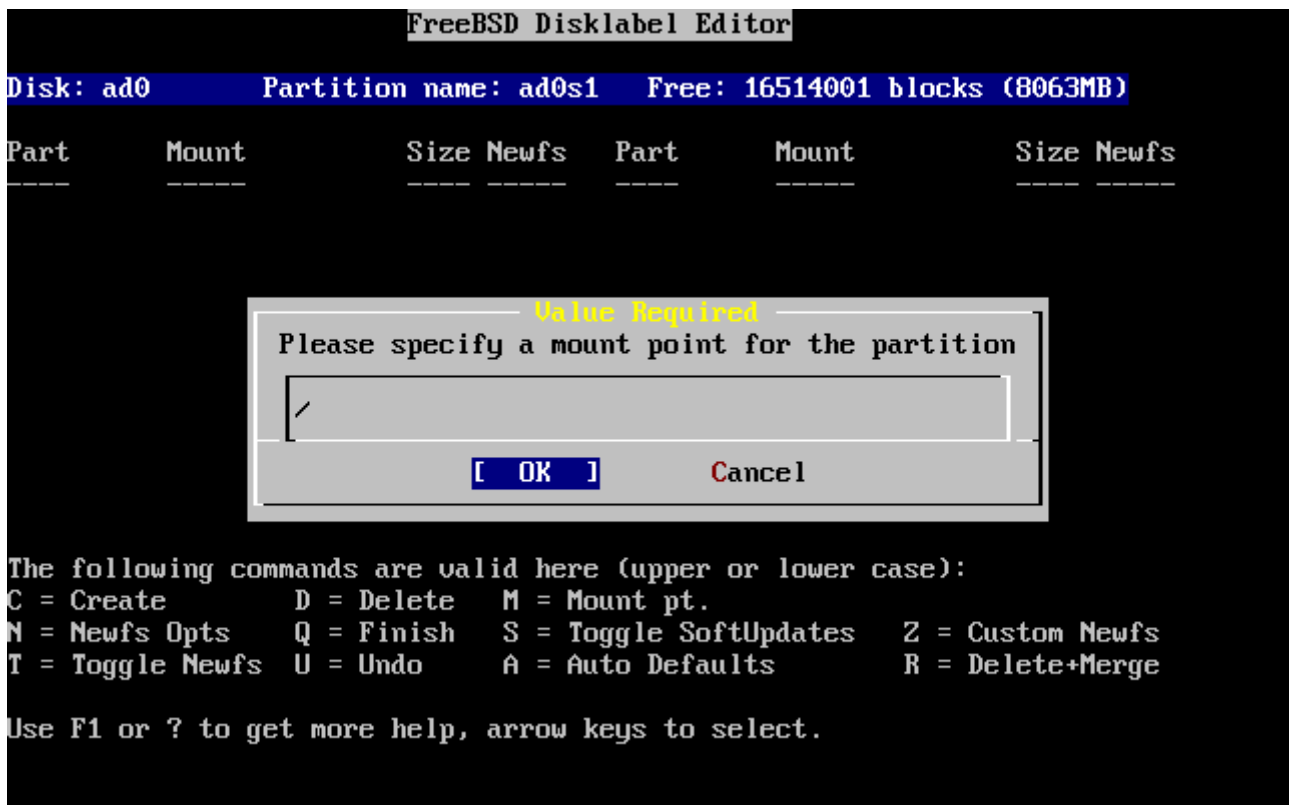 FreeBSD Disklabel Editor
Disk: ad0 Partition name: ad0s1 Free: 16514001 blocks (8063MB)
Part Mount Size Newfs Part Mount Size Newfs
---- ----- ---- ----- ---- ----- ---- -----
Value Required
Please specify a mount point for the partition
/
[ OK ] Cancel
The following commands are valid here (upper or lower case):
C = Create D = Delete M = Mount pt.
N = Newfs Opts Q = Finish S = Toggle SoftUpdates Z = Custom Newfs
T = Toggle Newfs U = Undo A = Auto Defaults R = Delete+Merge
Use F1 or ? to get more help, arrow keys to select.